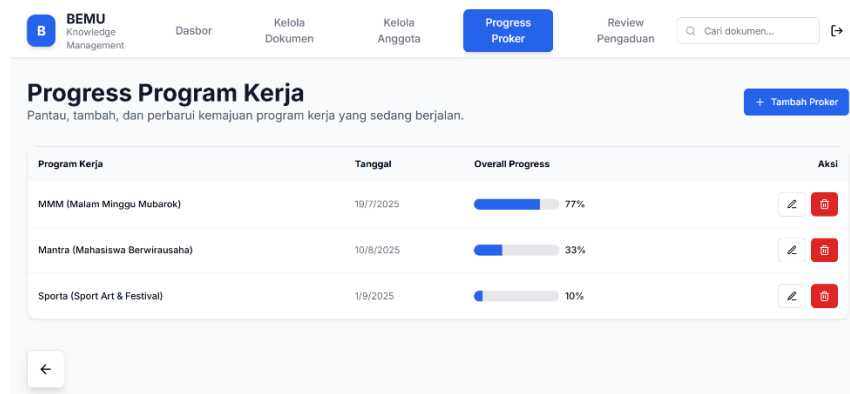 B
BEMU
Knowledge
Management
Dasbor
Kelola
Dokumen
Kelola
Anggota
Progress
Proker
Review
Pengaduan
Cari dokumen...
Progress Program Kerja
Pantau, tambah, dan perbarui kemajuan program kerja yang sedang berjalan.
+ Tambah Proker
Program Kerja Tanggal Overall Progress Aksi
MMM (Malam Minggu Mubarok) 19/7/2025 77%
Mantra (Mahasiswa Berwirausaha) 10/8/2025 33%
Sporta (Sport Art & Festival) 1/9/2025 10%